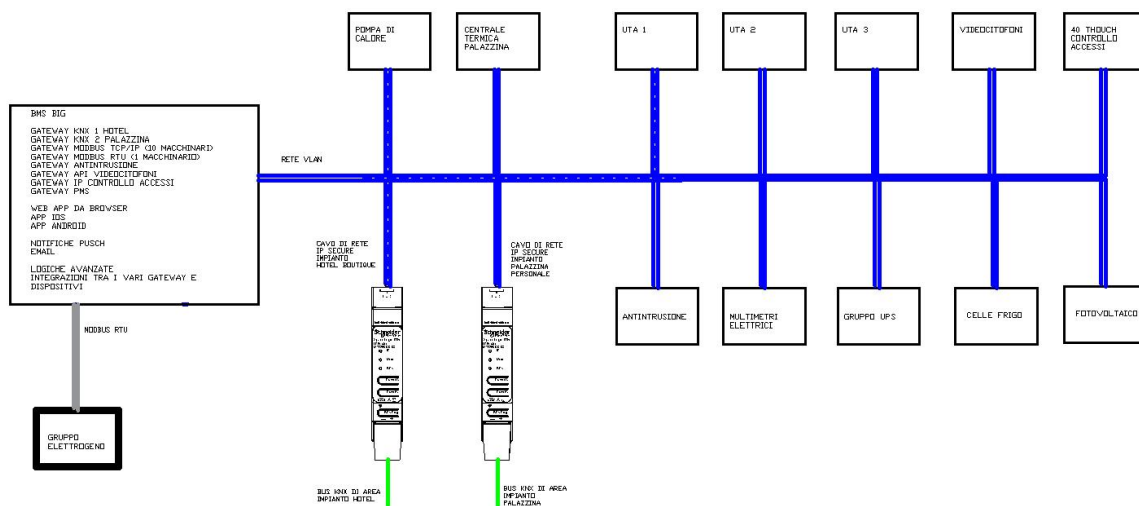 POMPA DI
CALORE
CENTRALE
TERMICA
PALAZZINA
UTA 1
UTA 2
UTA 3
VIDEOCITOFONI
40 THOUCH
CONTROLLO
ACCESSI
BMS BIG
GATEWAY KNX 1 HOTEL
GATEWAY KNX 2 PALAZZINA
GATEWAY MODBUS TCP/IP (10 MACCHINARI)
GATEWAY MODBUS RTU (1 MACCHINARIO)
GATEWAY ANTINTRUSIONE
GATEWAY API VIDEOCITOFONI
GATEWAY IP CONTROLLO ACCESSI
GATEWAY PMS
WEB APP DA BROWSER
APP IOS
APP ANDROID
NOTIFICHE PUSCH
EMAIL
LOGICHE AVANZATE
INTEGRAZIONI TRA I VARI GATEWAY E
DISPOSITIVI
RETE VLAN
CAVO DI RETE
IP SECURE
IMPIANTO
HOTEL BOUTIQUE
CAVO DI RETE
IP SECURE
IMPIANTO
PALAZZINA
PERSONALE
ANTINTRUSIONE
MULTIMETRI
ELETTRICI
GRUPPO UPS
CELLE FRIGO
FOTOVOLTAICO
MODBUS RTU
GRUPPO
ELETTROGENO
Schneider
Schneider
BUS KNX DI AREA
IMPIANTO HOTEL
BUS KNX DI AREA
IMPIANTO
PALAZZINA